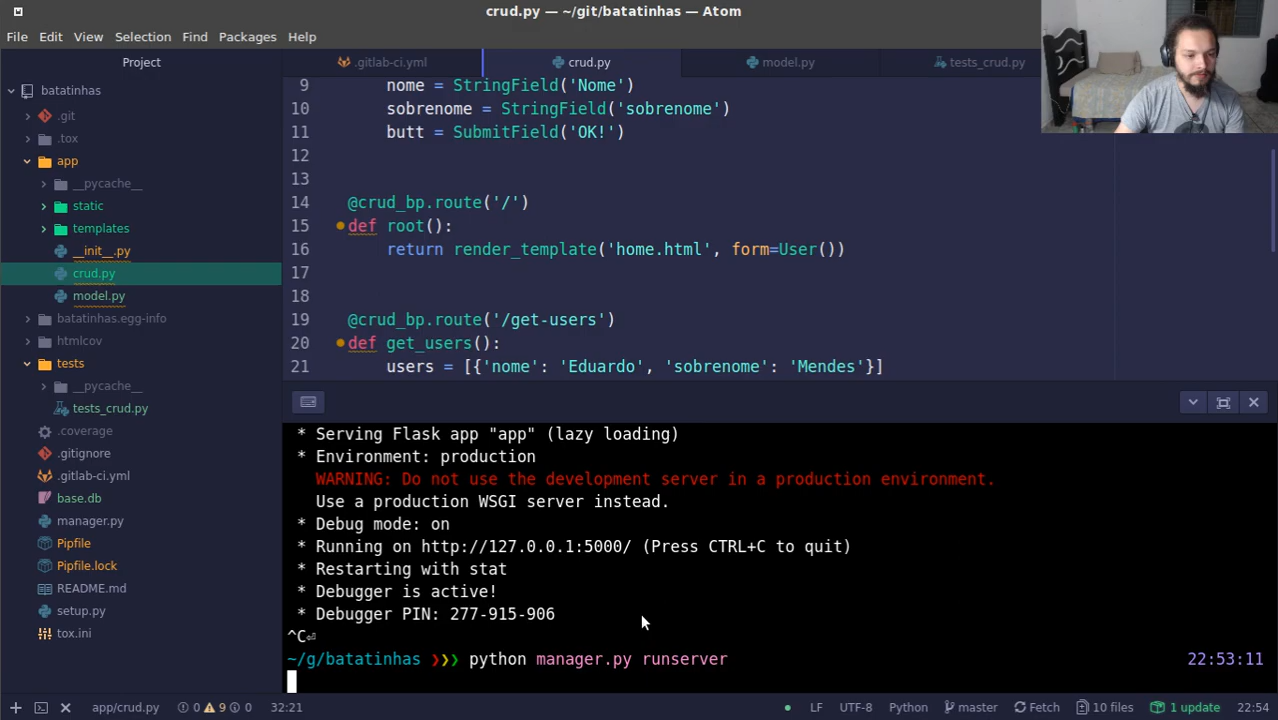 crud.py — ~/git/batatinhas — Atom
File Edit View Selection Find Packages Help
Project
.gitlab-ci.yml crud.py model.py tests_crud.py
batatinhas
.git
.tox
app
__pycache__
static
templates
__init__.py
crud.py
model.py
batatinhas.egg-info
htmlcov
tests
__pycache__
tests_crud.py
.coverage
.gitignore
.gitlab-ci.yml
base.db
manager.py
Pipfile
Pipfile.lock
README.md
setup.py
tox.ini
9 nome = StringField('Nome')
10 sobrenome = StringField('sobrenome')
11 butt = SubmitField('OK!')
12
13
14 @crud_bp.route('/')
15 def root():
16 return render_template('home.html', form=User())
17
18
19 @crud_bp.route('/get-users')
20 def get_users():
21 users = [{'nome': 'Eduardo', 'sobrenome': 'Mendes'}]
* Serving Flask app "app" (lazy loading)
* Environment: production
WARNING: Do not use the development server in a production environment.
Use a production WSGI server instead.
* Debug mode: on
* Running on http://127.0.0.1:5000/ (Press CTRL+C to quit)
* Restarting with stat
* Debugger is active!
* Debugger PIN: 277-915-906
^C⏎
~/g/batatinhas ❯❯❯ python manager.py runserver 22:53:11
app/crud.py 0 9 0 32:21 LF UTF-8 Python master Fetch 10 files 1 update 22:54